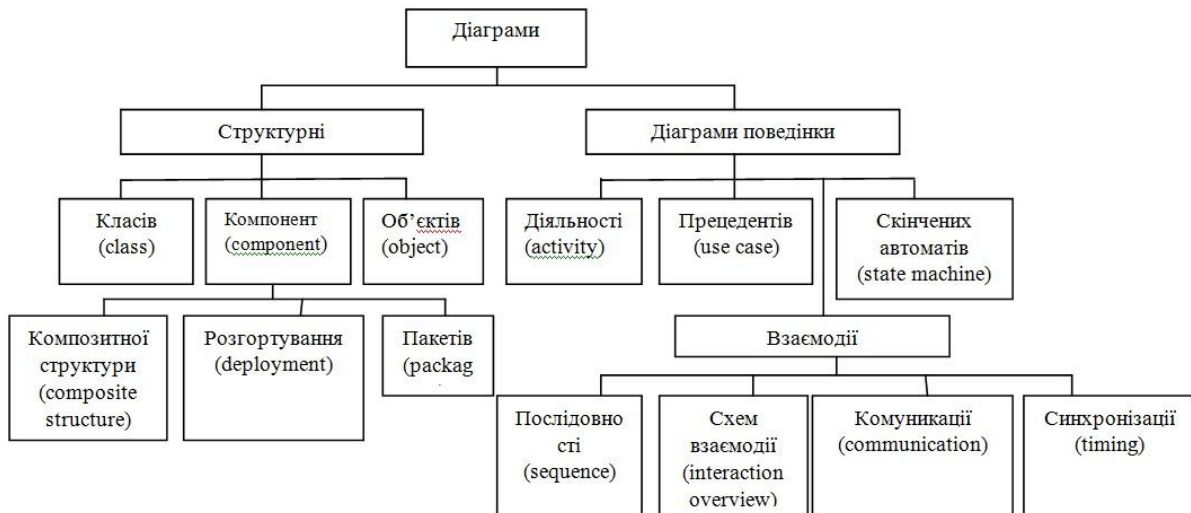 Діаграми
Структурні
Діаграми поведінки
Класів
(class)
Компонент
(component)
Об’єктів
(object)
Діяльності
(activity)
Прецедентів
(use case)
Скінчених
автоматів
(state machine)
Композитної
структури
(composite
structure)
Розгортування
(deployment)
Пакетів
(packag
Взаємодії
Послідовно
сті
(sequence)
Схем
взаємодії
(interaction
overview)
Комуникації
(communication)
Синхронізації
(timing)